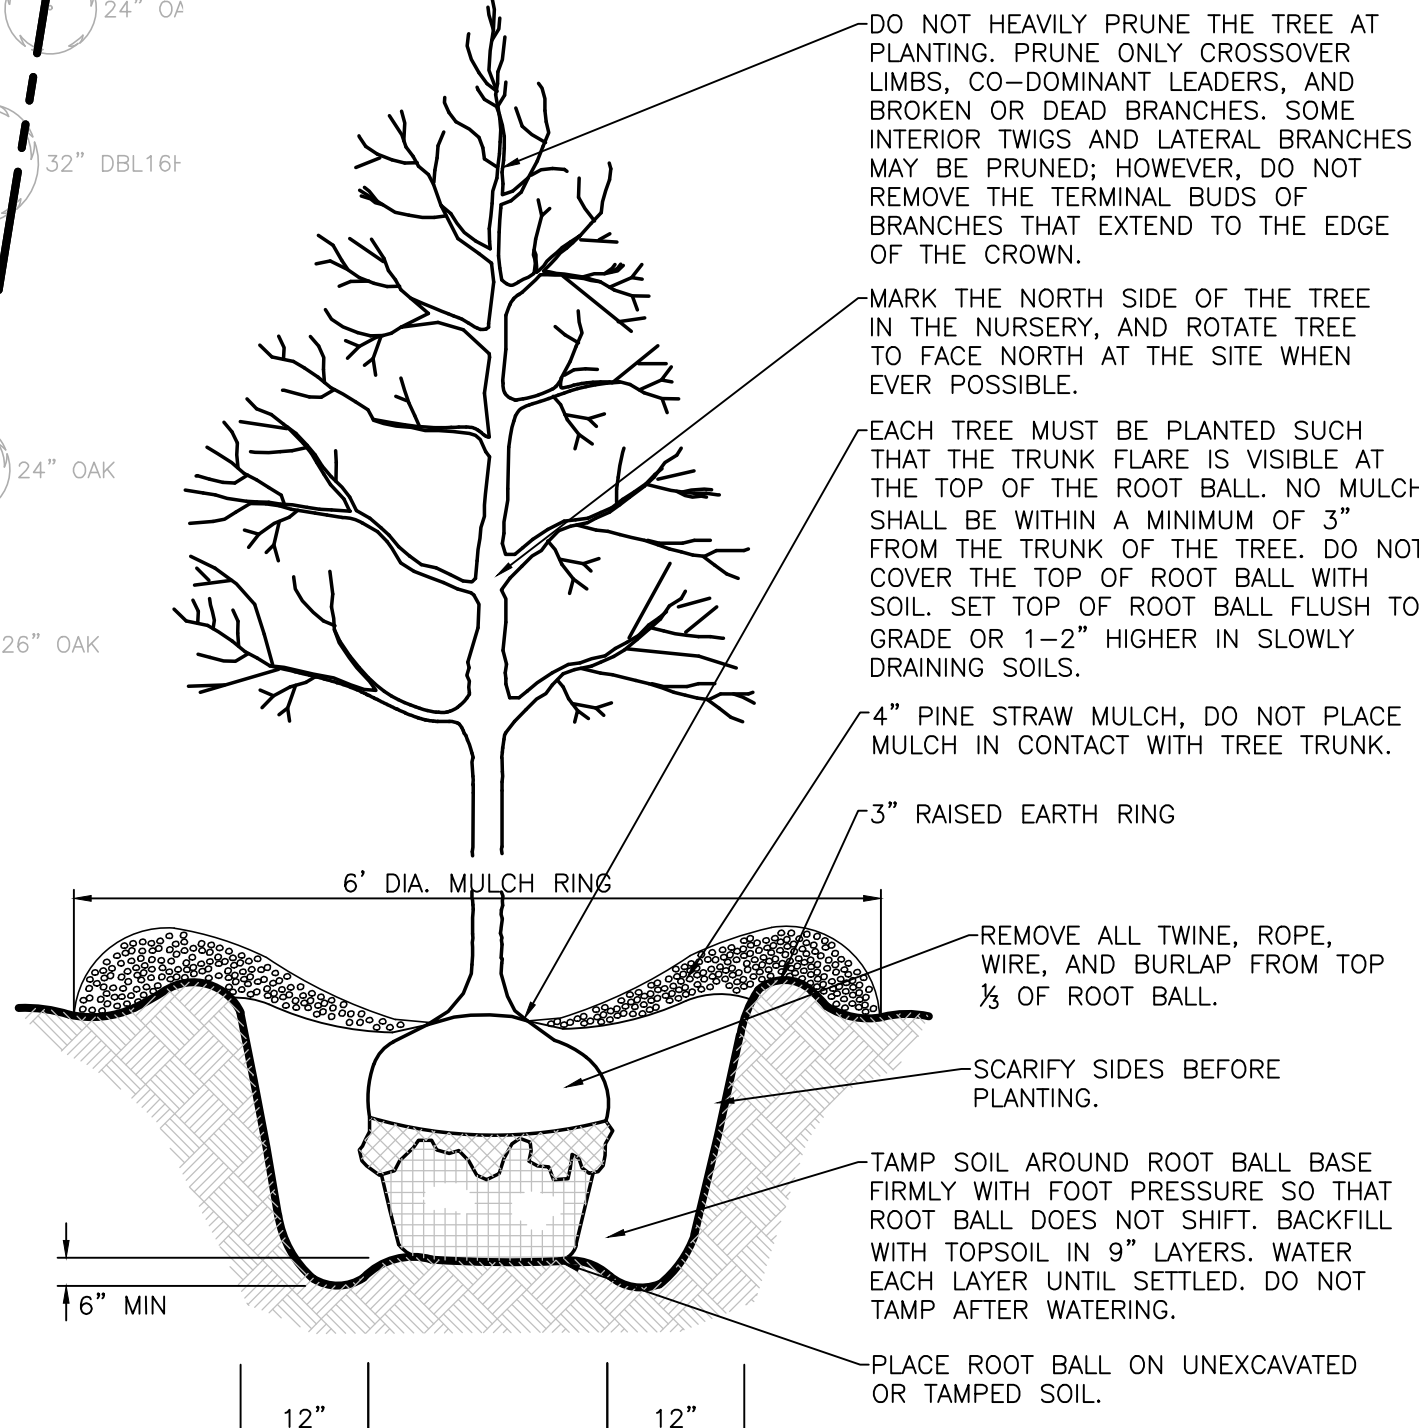 24" OA
32" DBL16H
24" OAK
26" OAK
DO NOT HEAVILY PRUNE THE TREE AT
PLANTING. PRUNE ONLY CROSSOVER
LIMBS, CO-DOMINANT LEADERS, AND
BROKEN OR DEAD BRANCHES. SOME
INTERIOR TWIGS AND LATERAL BRANCHES
MAY BE PRUNED; HOWEVER, DO NOT
REMOVE THE TERMINAL BUDS OF
BRANCHES THAT EXTEND TO THE EDGE
OF THE CROWN.
MARK THE NORTH SIDE OF THE TREE
IN THE NURSERY, AND ROTATE TREE
TO FACE NORTH AT THE SITE WHEN
EVER POSSIBLE.
EACH TREE MUST BE PLANTED SUCH
THAT THE TRUNK FLARE IS VISIBLE AT
THE TOP OF THE ROOT BALL. NO MULCH
SHALL BE WITHIN A MINIMUM OF 3"
FROM THE TRUNK OF THE TREE. DO NOT
COVER THE TOP OF ROOT BALL WITH
SOIL. SET TOP OF ROOT BALL FLUSH TO
GRADE OR 1-2" HIGHER IN SLOWLY
DRAINING SOILS.
4" PINE STRAW MULCH, DO NOT PLACE
MULCH IN CONTACT WITH TREE TRUNK.
3" RAISED EARTH RING
6' DIA. MULCH RING
REMOVE ALL TWINE, ROPE,
WIRE, AND BURLAP FROM TOP
⅓ OF ROOT BALL.
SCARIFY SIDES BEFORE
PLANTING.
TAMP SOIL AROUND ROOT BALL BASE
FIRMLY WITH FOOT PRESSURE SO THAT
ROOT BALL DOES NOT SHIFT. BACKFILL
WITH TOPSOIL IN 9" LAYERS. WATER
EACH LAYER UNTIL SETTLED. DO NOT
TAMP AFTER WATERING.
6" MIN
PLACE ROOT BALL ON UNEXCAVATED
OR TAMPED SOIL.
12"
12"